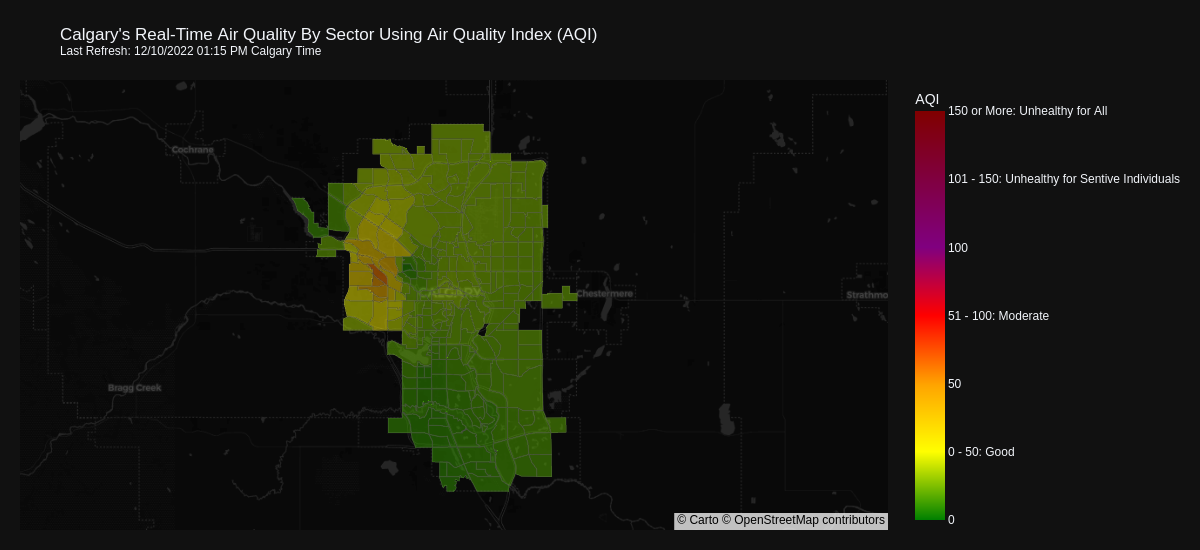 Calgary's Real-Time Air Quality By Sector Using Air Quality Index (AQI)
Last Refresh: 12/10/2022 01:15 PM Calgary Time
AQI
150 or More: Unhealthy for All
Cochrane
101 - 150: Unhealthy for Sentive Individuals
100
CALGARY
Chestermere
Strathmo
51 - 100: Moderate
Bragg Creek
50
0 - 50: Good
0
© Carto © OpenStreetMap contributors